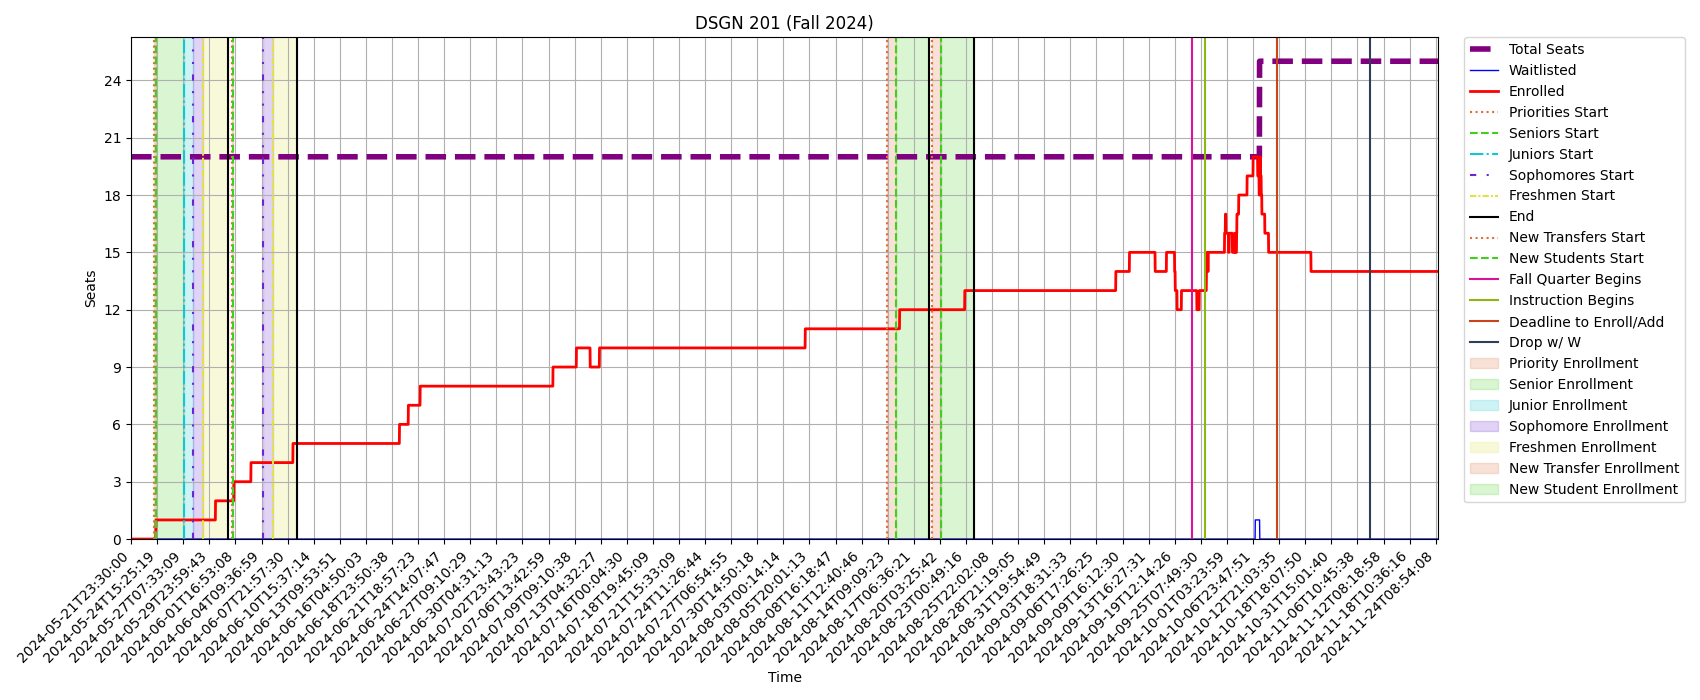 DSGN 201 (Fall 2024)
Seats
24
21
18
15
12
9
6
3
0
2024-05-21T23:30:00
2024-05-24T15:25:19
2024-05-27T07:33:09
2024-05-29T23:59:43
2024-06-01T16:53:08
2024-06-04T09:36:59
2024-06-07T21:57:30
2024-06-10T15:37:14
2024-06-13T09:53:51
2024-06-16T04:50:03
2024-06-18T23:50:38
2024-06-21T18:57:23
2024-06-24T14:07:47
2024-06-27T09:10:29
2024-06-30T04:31:13
2024-07-02T23:43:23
2024-07-06T13:42:59
2024-07-09T09:10:38
2024-07-13T04:32:27
2024-07-16T00:04:30
2024-07-18T19:45:09
2024-07-21T15:33:09
2024-07-24T11:26:44
2024-07-27T06:54:55
2024-07-30T14:50:18
2024-08-03T00:14:14
2024-08-05T20:01:13
2024-08-08T16:18:47
2024-08-11T12:40:46
2024-08-14T09:09:23
2024-08-17T06:36:21
2024-08-20T03:25:42
2024-08-23T00:49:16
2024-08-25T22:02:08
2024-08-28T21:19:05
2024-08-31T19:54:49
2024-09-03T18:31:33
2024-09-06T17:26:25
2024-09-09T16:12:30
2024-09-13T16:27:31
2024-09-19T12:14:26
2024-09-25T07:49:30
2024-10-01T03:23:59
2024-10-06T23:47:51
2024-10-12T21:03:35
2024-10-18T18:07:50
2024-10-31T15:01:40
2024-11-06T10:45:38
2024-11-12T08:18:58
2024-11-18T10:36:16
2024-11-24T08:54:08
Time
Total Seats
Waitlisted
Enrolled
Priorities Start
Seniors Start
Juniors Start
Sophomores Start
Freshmen Start
End
New Transfers Start
New Students Start
Fall Quarter Begins
Instruction Begins
Deadline to Enroll/Add
Drop w/ W
Priority Enrollment
Senior Enrollment
Junior Enrollment
Sophomore Enrollment
Freshmen Enrollment
New Transfer Enrollment
New Student Enrollment